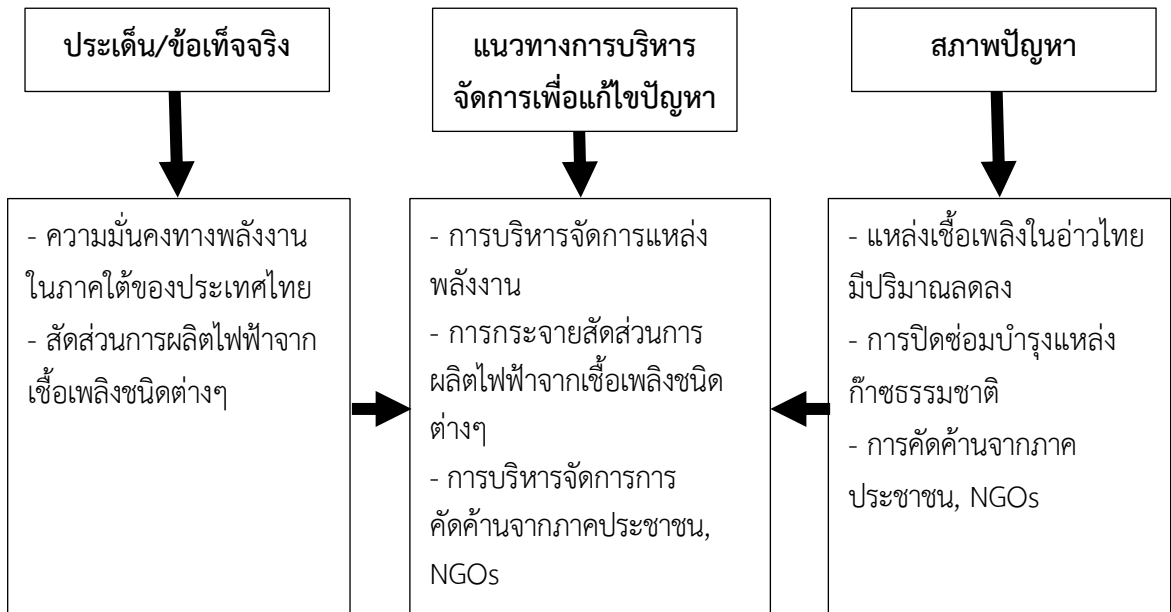 ประเด็น/ข้อเท็จจริง
แนวทางการบริหาร
จัดการเพื่อแก้ไขปัญหา
สภาพปัญหา
- ความมั่นคงทางพลังงาน
ในภาคใต้ของประเทศไทย
- สัดส่วนการผลิตไฟฟ้าจาก
เชื้อเพลิงชนิดต่างๆ
- การบริหารจัดการแหล่ง
พลังงาน
- การกระจายสัดส่วนการ
ผลิตไฟฟ้าจากเชื้อเพลิงชนิด
ต่างๆ
- การบริหารจัดการการ
คัดค้านจากภาคประชาชน,
NGOs
- แหล่งเชื้อเพลิงในอ่าวไทย
มีปริมาณลดลง
- การปิดซ่อมบำรุงแหล่ง
ก๊าซธรรมชาติ
- การคัดค้านจากภาค
ประชาชน, NGOs